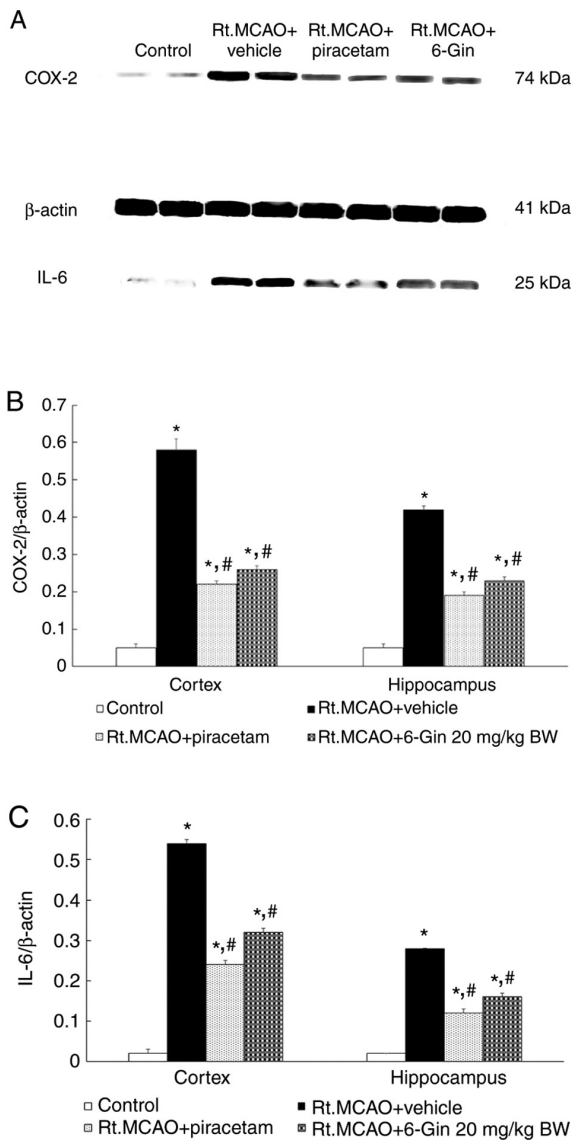 A
Control
Rt.MCAO+
vehicle
Rt.MCAO+
piracetam
Rt.MCAO+
6-Gin
COX-2
74 kDa
β-actin
41 kDa
IL-6
25 kDa
B
COX-2/β-actin
0.7
0.6
0.5
0.4
0.3
0.2
0.1
0
*
*,#
*,#
*
*,#
*,#
Cortex
Hippocampus
Control
Rt.MCAO+vehicle
Rt.MCAO+piracetam
Rt.MCAO+6-Gin 20 mg/kg BW
C
IL-6/β-actin
0.6
0.5
0.4
0.3
0.2
0.1
0
*
*,#
*,#
*
*,#
*,#
Cortex
Hippocampus
Control
Rt.MCAO+vehicle
Rt.MCAO+piracetam
Rt.MCAO+6-Gin 20 mg/kg BW